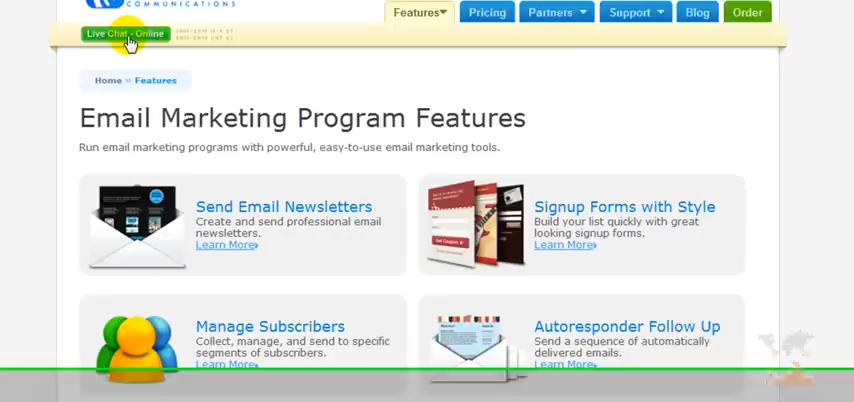 COMMUNICATIONS
Features
Pricing
Partners
Support
Blog
Order
Live Chat - Online
Home » Features
Email Marketing Program Features
Run email marketing programs with powerful, easy-to-use email marketing tools.
Send Email Newsletters
Create and send professional email
newsletters.
Learn More
Signup Forms with Style
Build your list quickly with great
looking signup forms.
Learn More
Manage Subscribers
Collect, manage, and send to specific
segments of subscribers.
Learn More
Autoresponder Follow Up
Send a sequence of automatically
delivered emails.
Learn More